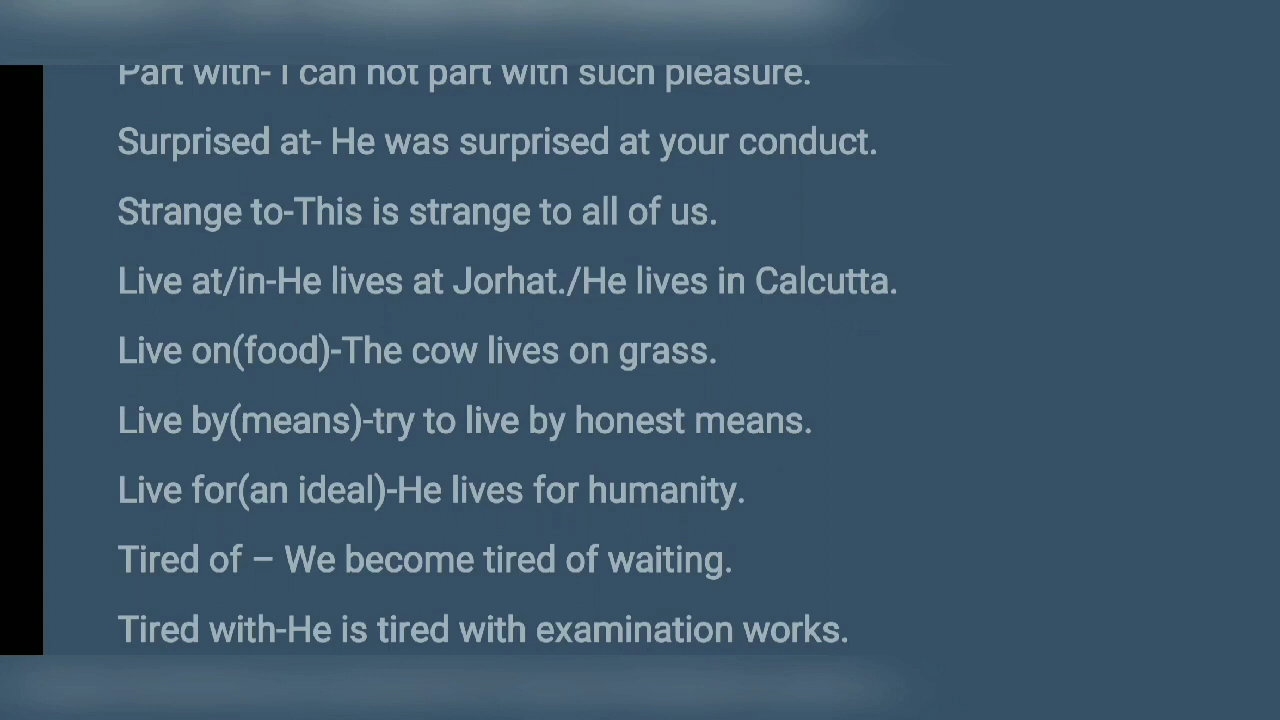 Part with- I can not part with such pleasure.
Surprised at- He was surprised at your conduct.
Strange to-This is strange to all of us.
Live at/in-He lives at Jorhat./He lives in Calcutta.
Live on(food)-The cow lives on grass.
Live by(means)-try to live by honest means.
Live for(an ideal)-He lives for humanity.
Tired of – We become tired of waiting.
Tired with-He is tired with examination works.